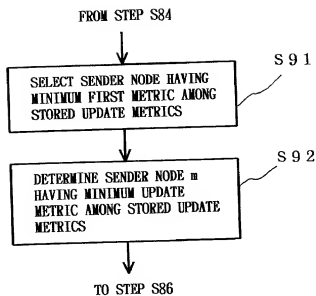 FROM STEP S84
S91
SELECT SENDER NODE HAVING
MINIMUM FIRST METRIC AMONG
STORED UPDATE METRICS
S92
DETERMINE SENDER NODE m
HAVING MINIMUM UPDATE
METRIC AMONG STORED UPDATE
METRICS
TO STEP S86